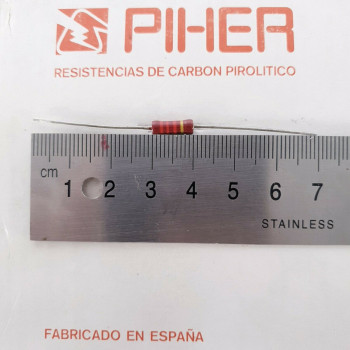 PIHER
RESISTENCIAS DE CARBON PIROLITICO
cm 1 2 3 4 5 6 7
STAINLESS
FABRICADO EN ESPAÑA